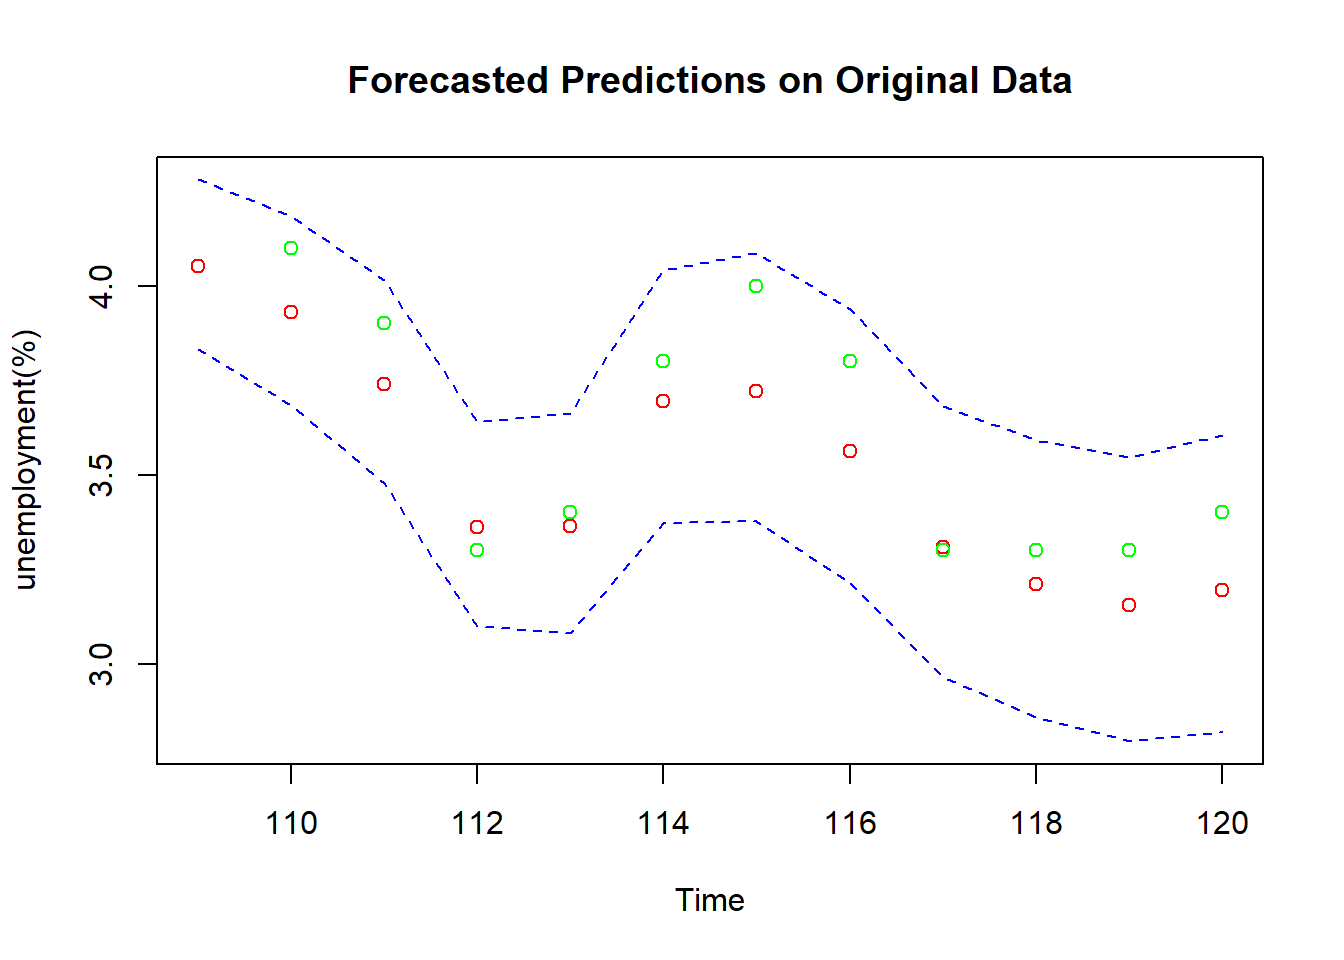 Forecasted Predictions on Original Data
unemployment(%)
4.0
3.5
3.0
110 112 114 116 118 120
Time